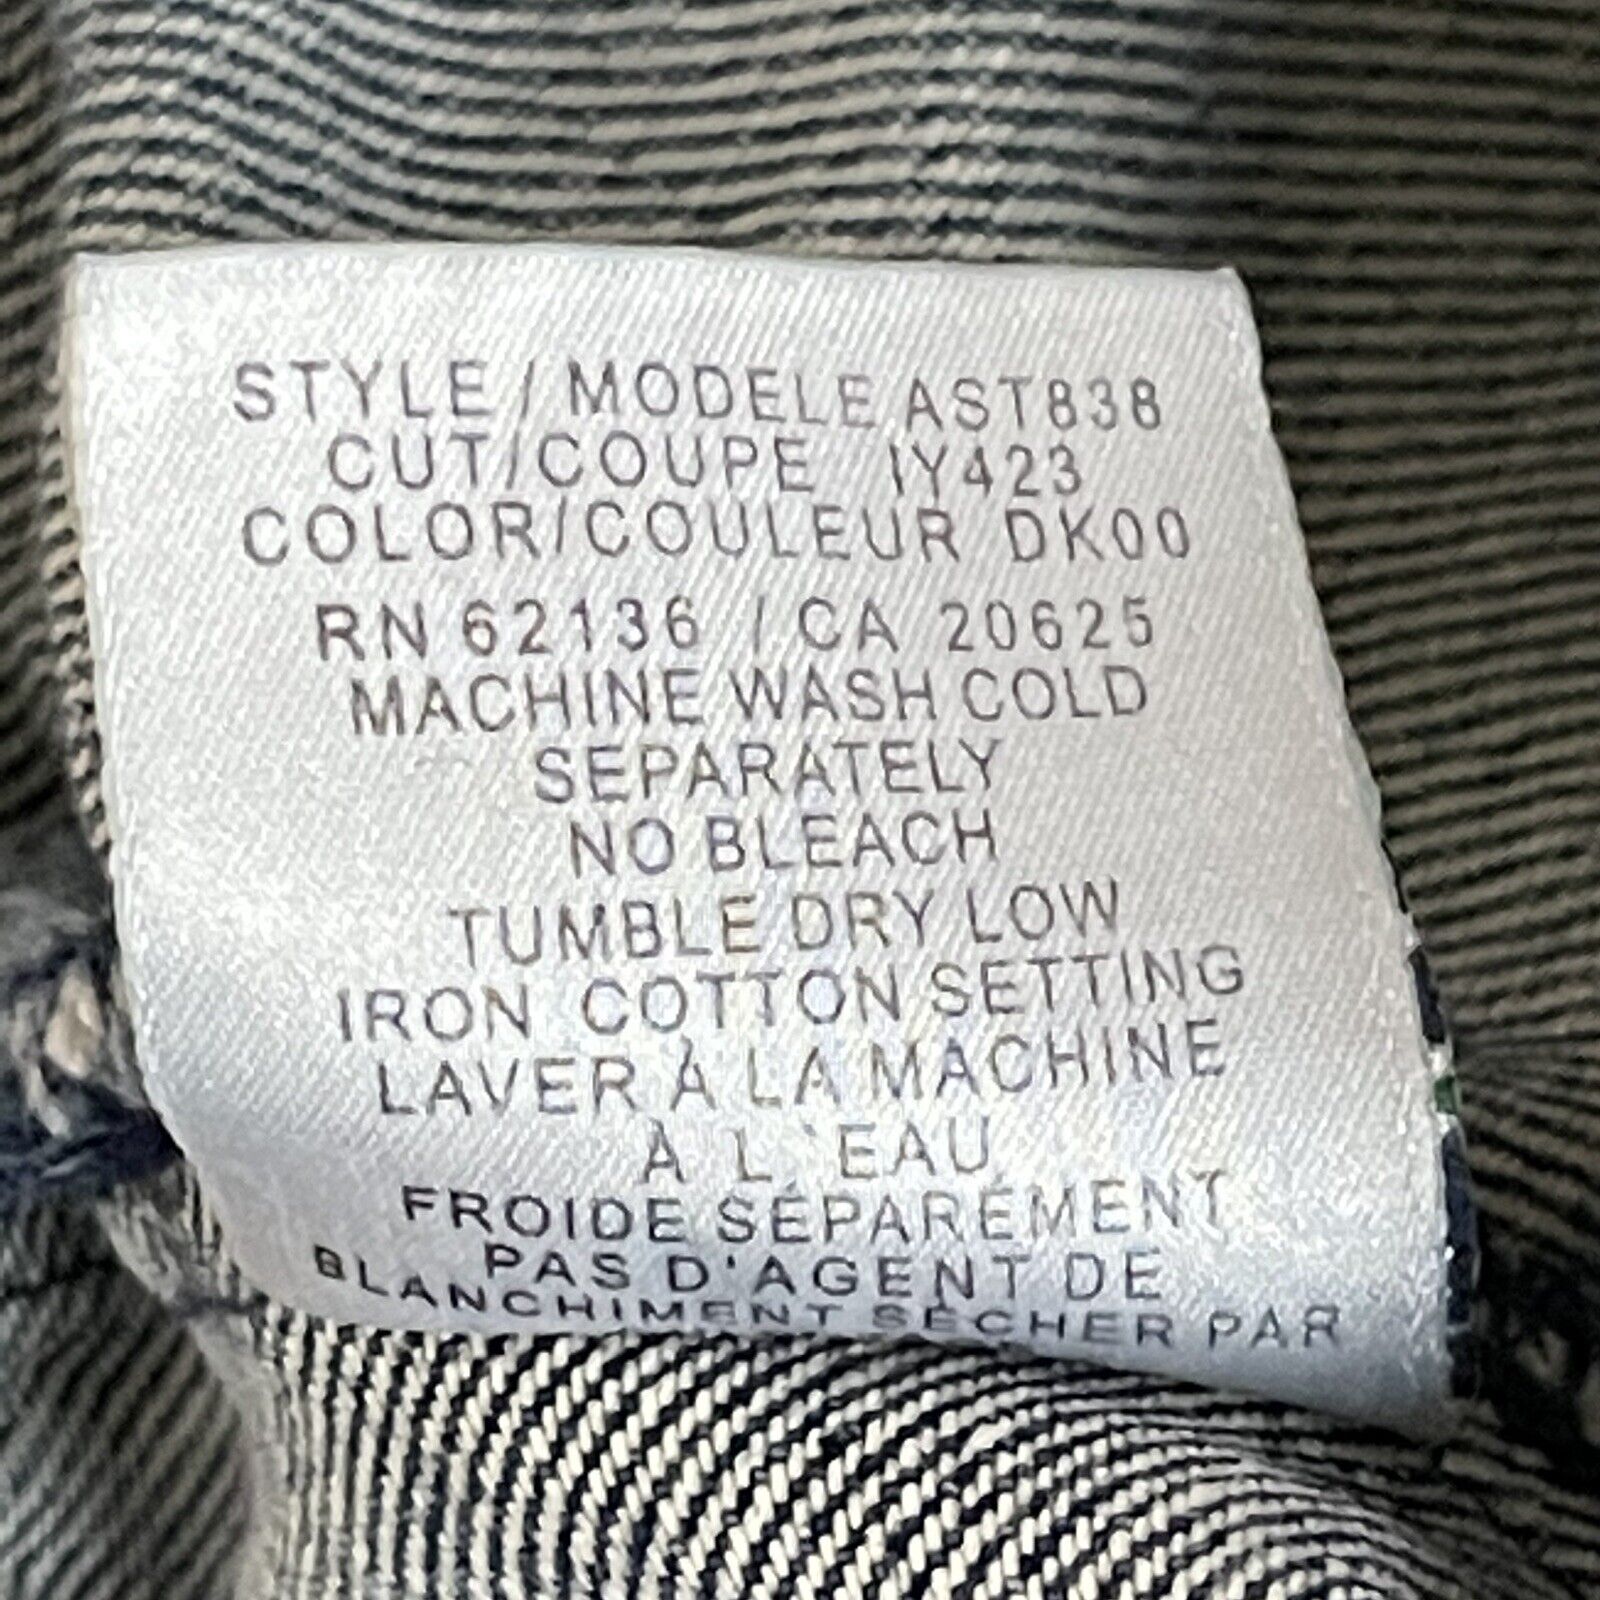 STYLE / MODELE AST838
CUT/COUPE IY423
COLOR/COULEUR DK00
RN 62136 / CA 20625
MACHINE WASH COLD
SEPARATELY
NO BLEACH
TUMBLE DRY LOW
IRON COTTON SETTING
LAVER À LA MACHINE
A L'EAU
FROIDE SÉPARÉMENT
PAS D'AGENT DE
BLANCHIMENT SÉCHER PAR